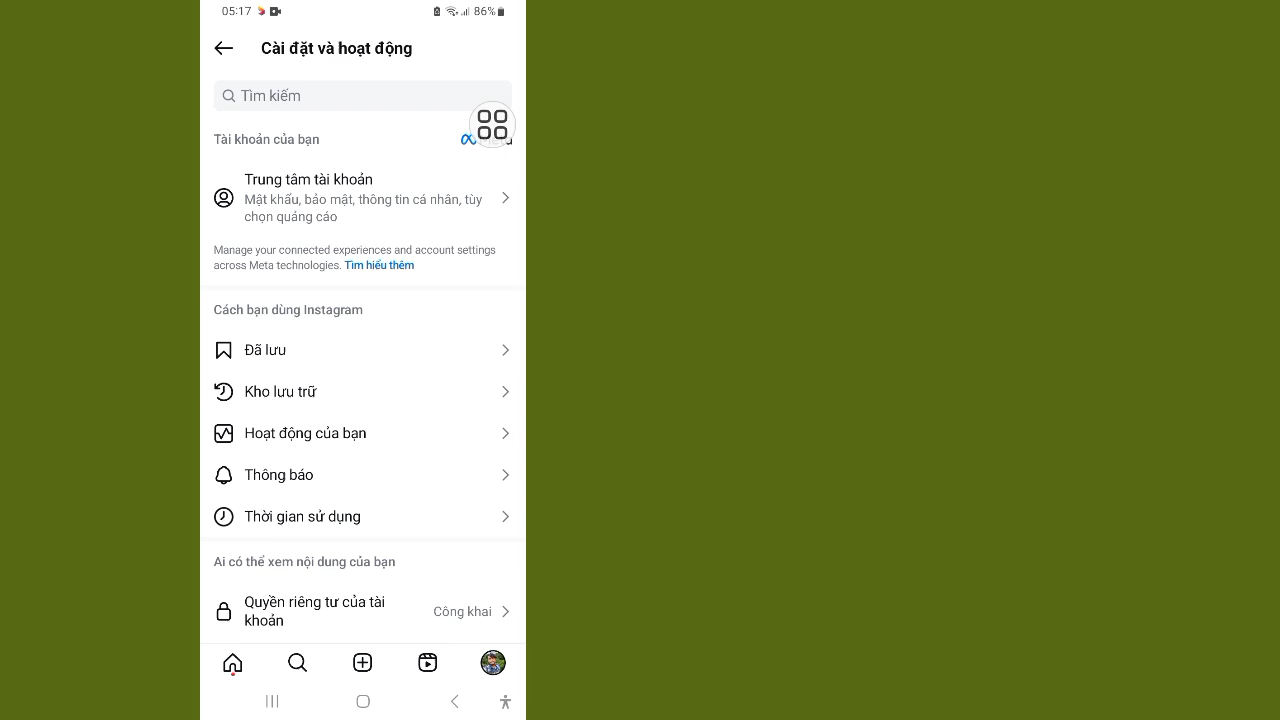 05:17
86%
Cài đặt và hoạt động
Tìm kiếm
Tài khoản của bạn
Trung tâm tài khoản
Mật khẩu, bảo mật, thông tin cá nhân, tùy
chọn quảng cáo
Manage your connected experiences and account settings
across Meta technologies. Tìm hiểu thêm
Cách bạn dùng Instagram
Đã lưu
Kho lưu trữ
Hoạt động của bạn
Thông báo
Thời gian sử dụng
Ai có thể xem nội dung của bạn
Quyền riêng tư của tài
khoản
Công khai